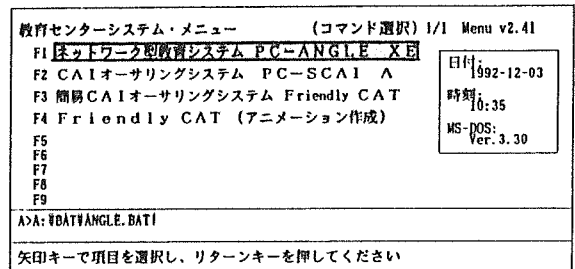 教育センターシステム・メニュー (コマンド選択) 1/1 Menu v2.41
F1 ネットワーク型教育システム PC-ANGLE XE
F2 CAIオーサリングシステム PC-SCAI A
F3 簡易CAIオーサリングシステム Friendly CAT
F4 Friendly CAT (アニメーション作成)
F5
F6
F7
F8
F9
日付:
1992-12-03
時刻:
10:35
MS-DOS:
Ver.3.30
A>A:¥BAT¥ANGLE.BAT!
矢印キーで項目を選択し、リターンキーを押してください